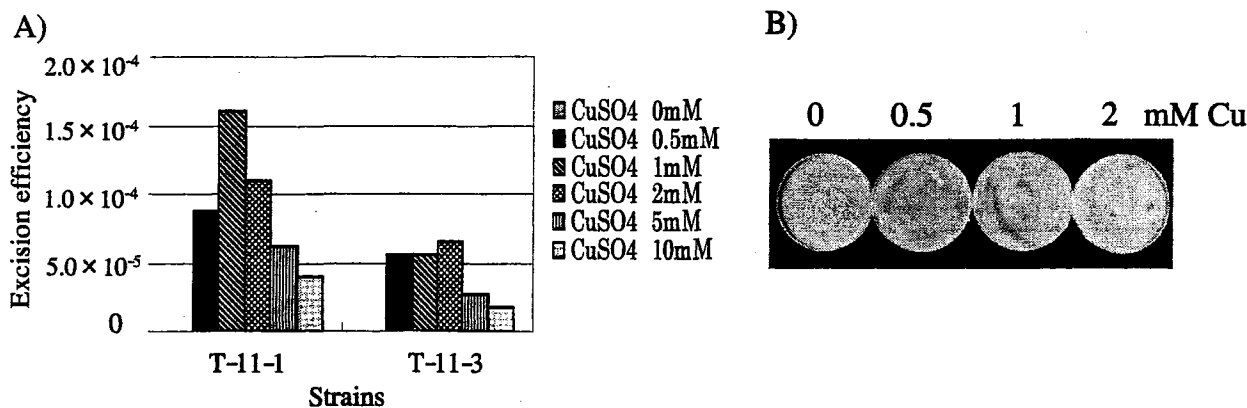 A)
Excision efficiency
2.0 × 10⁻⁴
1.5 × 10⁻⁴
1.0 × 10⁻⁴
5.0 × 10⁻⁵
0
T-11-1
T-11-3
Strains
CuSO4 0mM
CuSO4 0.5mM
CuSO4 1mM
CuSO4 2mM
CuSO4 5mM
CuSO4 10mM
B)
0 0.5 1 2 mM Cu